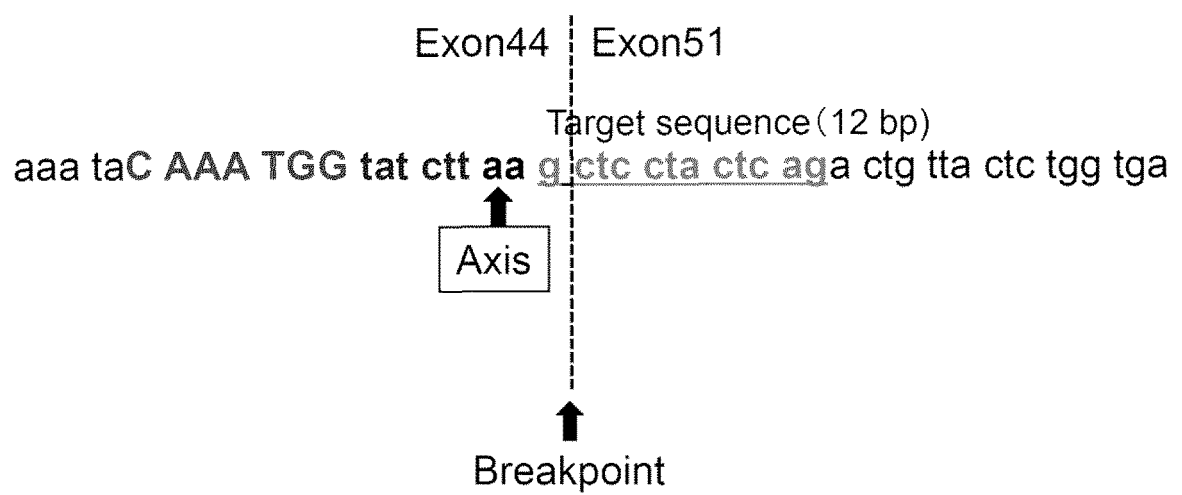 Exon44 Exon51
Target sequence(12 bp)
aaa taC AAA TGG tat ctt aa g ctc cta ctc aga ctg tta ctc tgg tga
Axis
Breakpoint